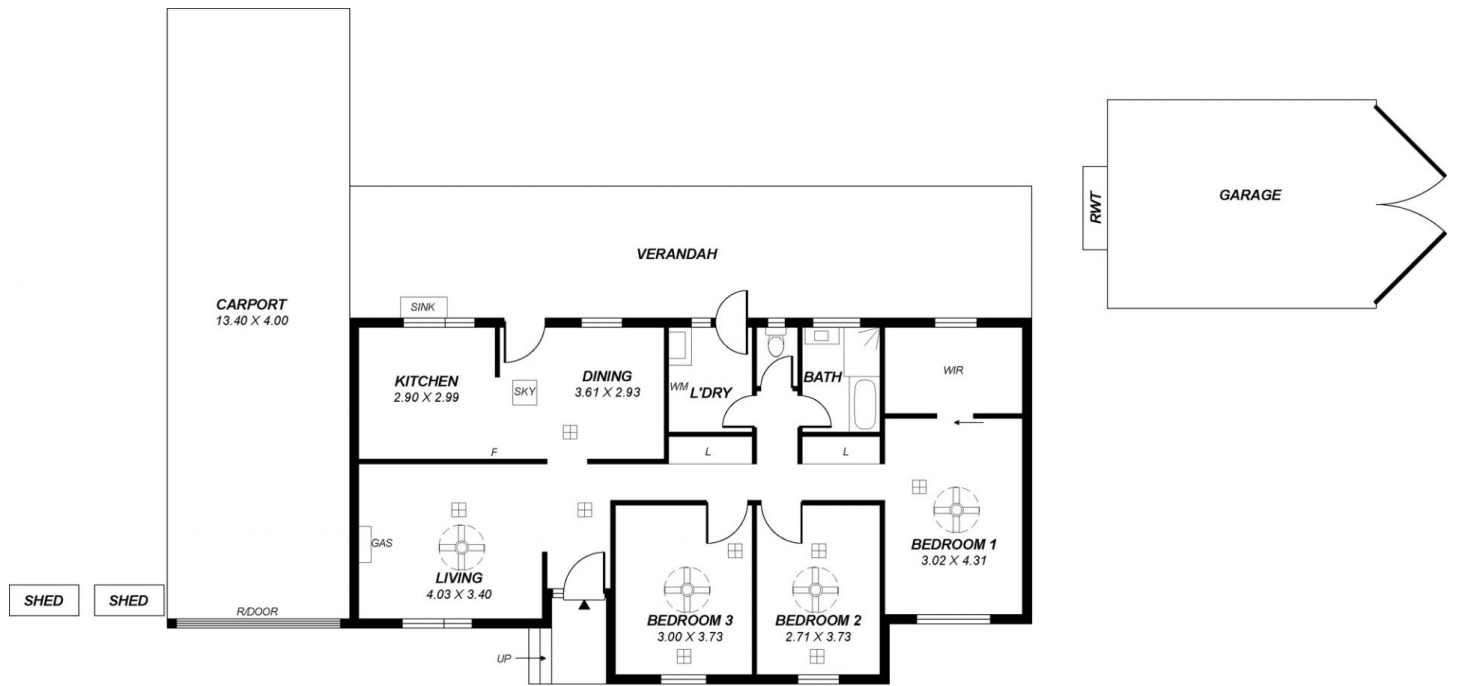 GARAGE
RWT
VERANDAH
CARPORT
13.40 X 4.00
SINK
KITCHEN
2.90 X 2.99
SKY
DINING
3.61 X 2.93
WM
L'DRY
BATH
WIR
F
L
L
GAS
LIVING
4.03 X 3.40
BEDROOM 1
3.02 X 4.31
SHED
SHED
R/DOOR
BEDROOM 3
3.00 X 3.73
BEDROOM 2
2.71 X 3.73
UP